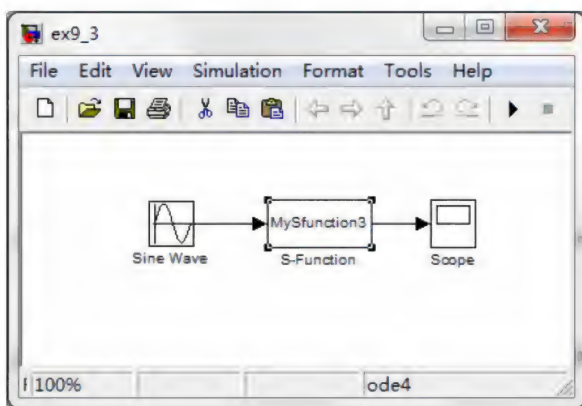 ex9_3
File Edit View Simulation Format Tools Help
MySfunction3
Sine Wave S-Function Scope
100% ode4